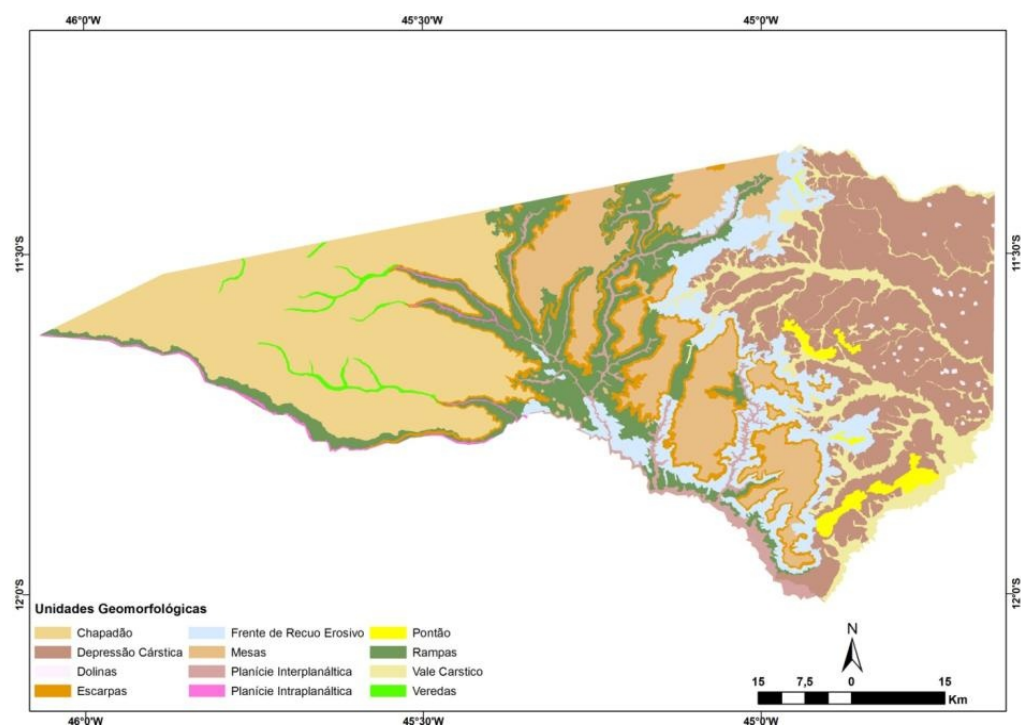 46°0'W 45°30'W 45°0'W
11°30'S 11°30'S
12°0'S 12°0'S
Unidades Geomorfológicas
Chapadão Frente de Recuo Erosivo Pontão
Depressão Cárstica Mesas Rampas
Dolinas Planície Interplanáltica Vale Carstico
Escarpas Planície Intraplanáltica Veredas
N
15 7,5 0 15
Km
46°0'W 45°30'W 45°0'W